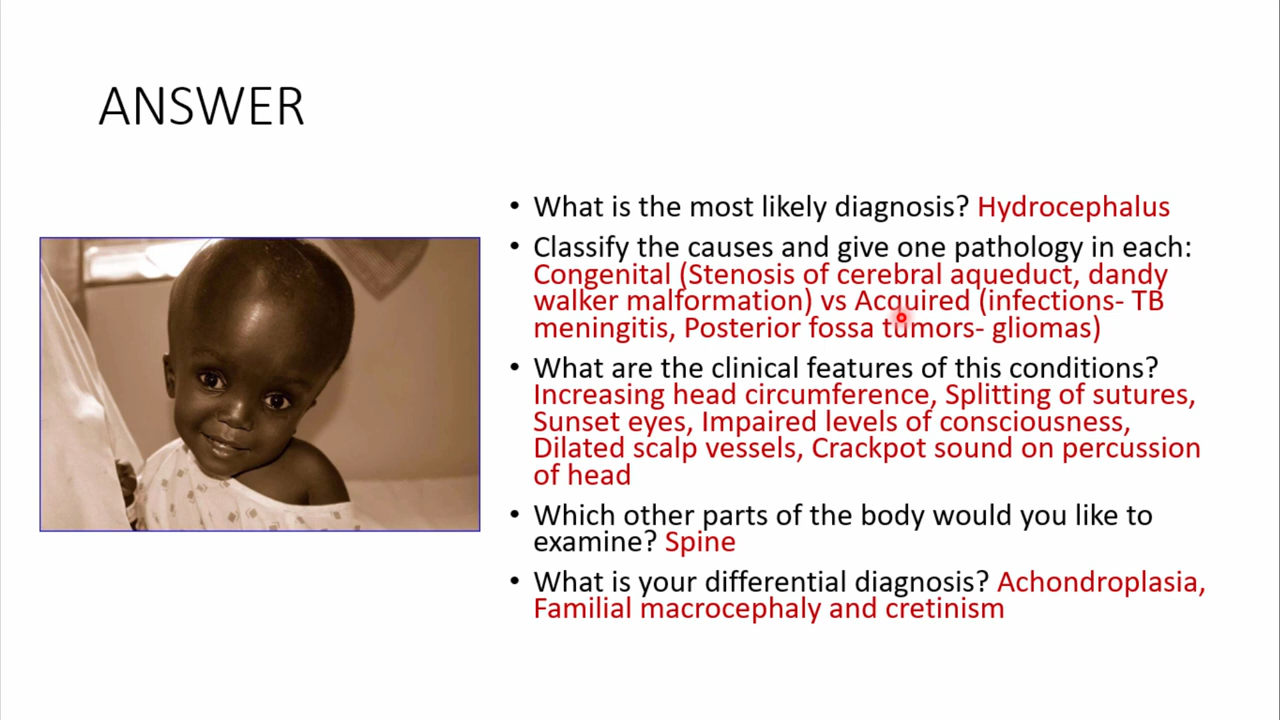 ANSWER
• What is the most likely diagnosis? Hydrocephalus
• Classify the causes and give one pathology in each:
Congenital (Stenosis of cerebral aqueduct, dandy
walker malformation) vs Acquired (infections- TB
meningitis, Posterior fossa tumors- gliomas)
• What are the clinical features of this conditions?
Increasing head circumference, Splitting of sutures,
Sunset eyes, Impaired levels of consciousness,
Dilated scalp vessels, Crackpot sound on percussion
of head
• Which other parts of the body would you like to
examine? Spine
• What is your differential diagnosis? Achondroplasia,
Familial macrocephaly and cretinism